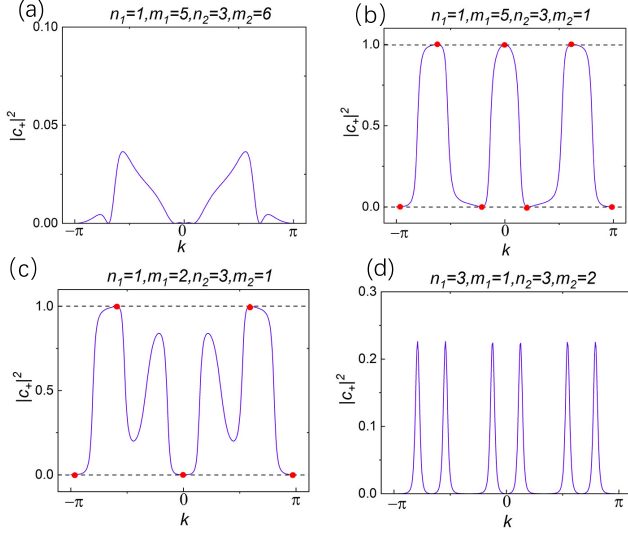 (a)
n₁=1,m₁=5,n₂=3,m₂=6
0.10
0.05
0.00
|c₊|²
−π
0
π
k
(b)
n₁=1,m₁=5,n₂=3,m₂=1
1.0
0.5
0.0
|c₊|²
−π
0
π
k
(c)
n₁=1,m₁=2,n₂=3,m₂=1
1.0
0.5
0.0
|c₊|²
−π
0
π
k
(d)
n₁=3,m₁=1,n₂=3,m₂=2
0.3
0.2
0.1
0.0
|c₊|²
−π
0
π
k